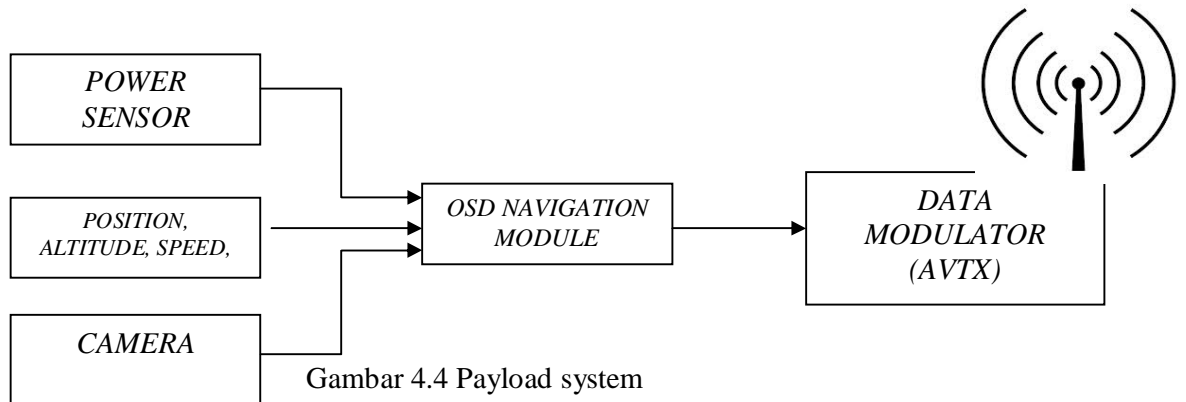 POWER
SENSOR
POSITION,
ALTITUDE, SPEED,
CAMERA
OSD NAVIGATION
MODULE
DATA
MODULATOR
(AVTX)
Gambar 4.4 Payload system